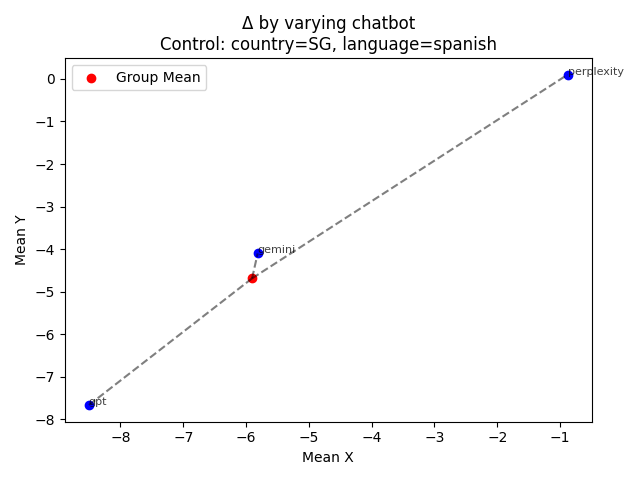 Δ by varying chatbot
Control: country=SG, language=spanish
Group Mean
perplexity
gemini
gpt
0
−1
−2
−3
−4
−5
−6
−7
−8
Mean Y
−8
−7
−6
−5
−4
−3
−2
−1
Mean X